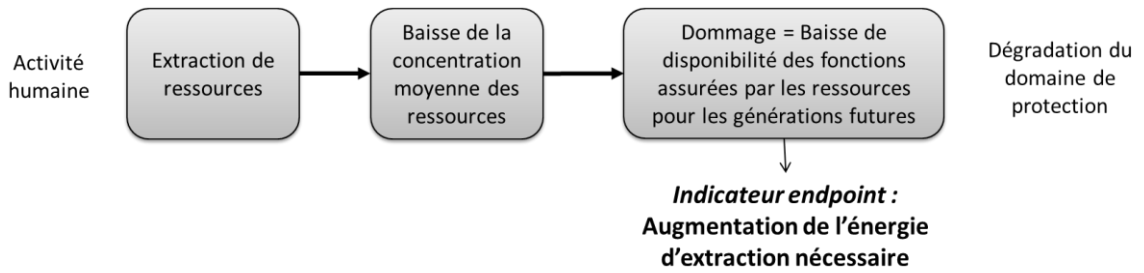 Activité
humaine
Extraction de
ressources
Baisse de la
concentration
moyenne des
ressources
Dommage = Baisse de
disponibilité des fonctions
assurées par les ressources
pour les générations futures
Dégradation du
domaine de
protection
Indicateur endpoint :
Augmentation de l’énergie
d’extraction nécessaire